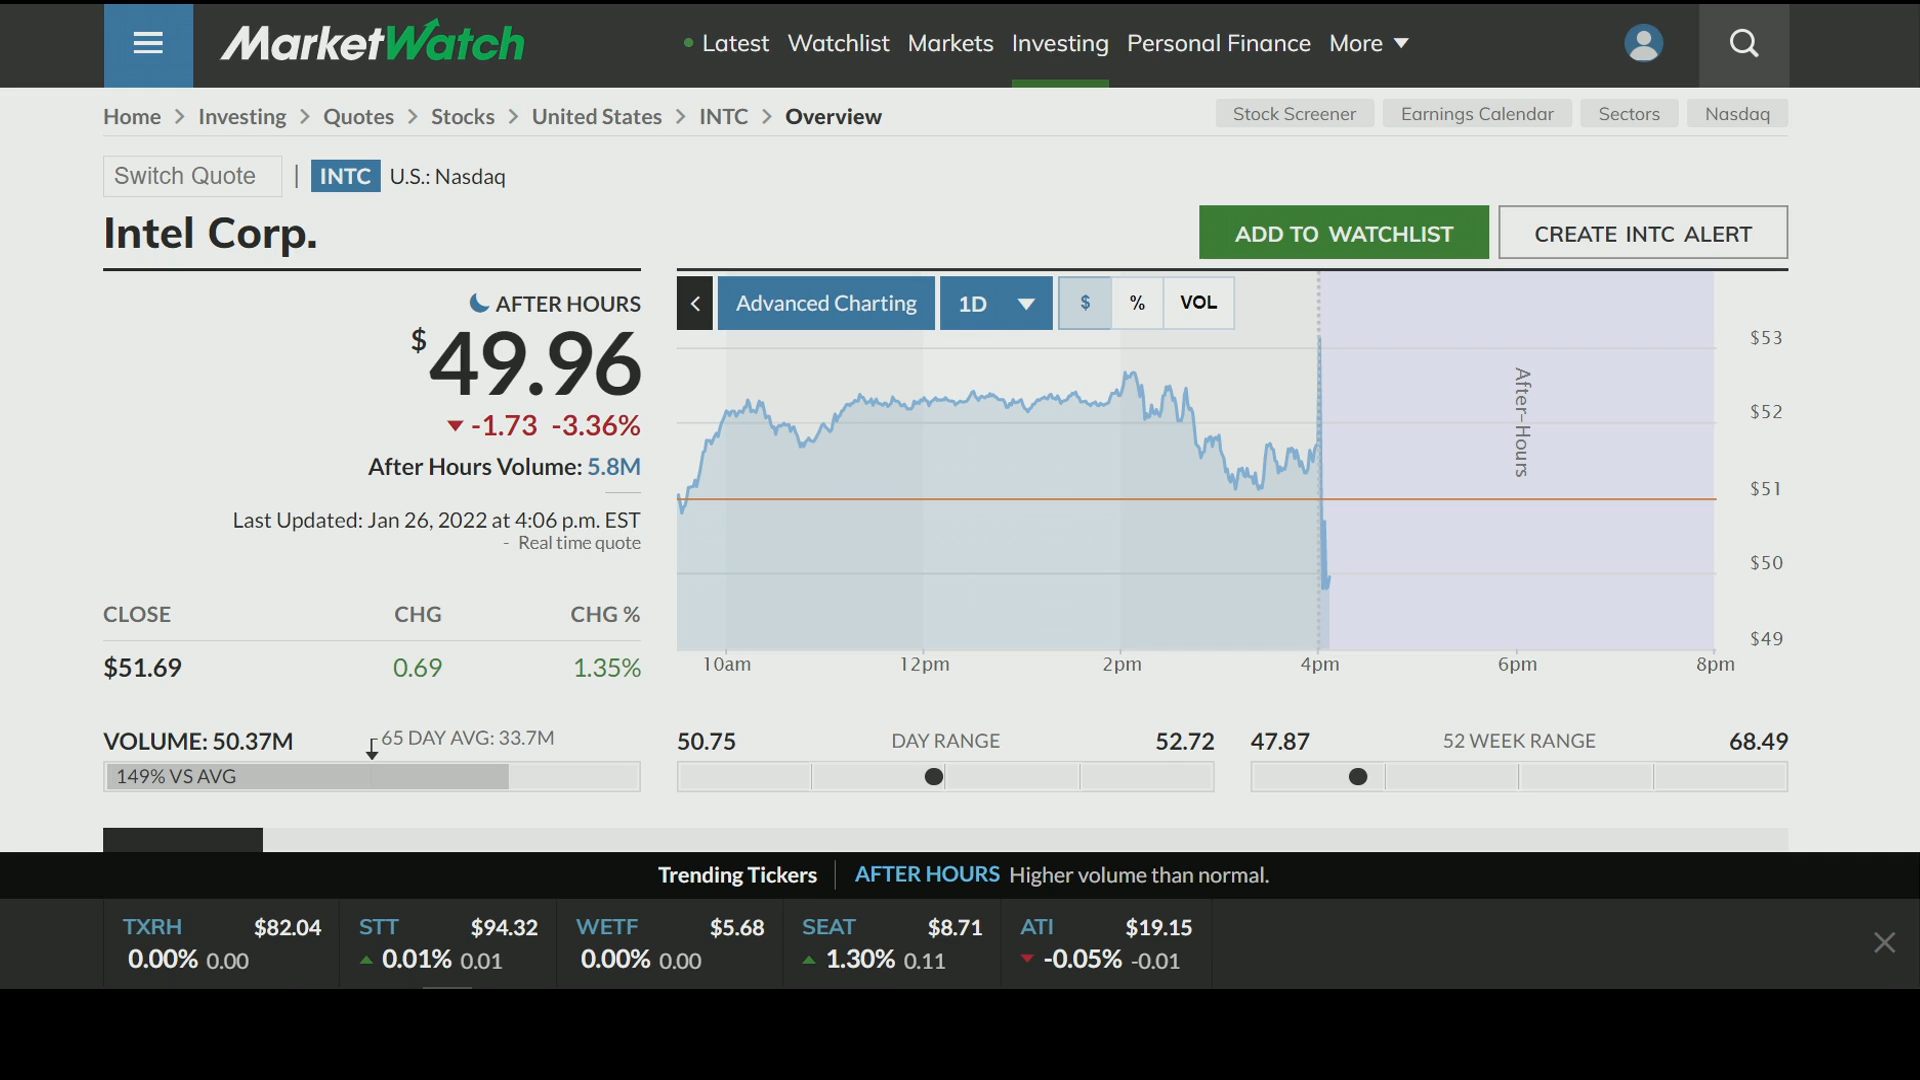 MarketWatch
Latest Watchlist Markets Investing Personal Finance More
Home > Investing > Quotes > Stocks > United States > INTC > Overview
Stock Screener Earnings Calendar Sectors Nasdaq
Switch Quote | INTC U.S.: Nasdaq
Intel Corp.
ADD TO WATCHLIST CREATE INTC ALERT
AFTER HOURS
$49.96
-1.73 -3.36%
After Hours Volume: 5.8M
Last Updated: Jan 26, 2022 at 4:06 p.m. EST
- Real time quote
CLOSE CHG CHG %
$51.69 0.69 1.35%
Advanced Charting 1D $ % VOL
After-Hours
$53
$52
$51
$50
$49
10am 12pm 2pm 4pm 6pm 8pm
VOLUME: 50.37M 65 DAY AVG: 33.7M
149% VS AVG
50.75 DAY RANGE 52.72
47.87 52 WEEK RANGE 68.49
Trending Tickers | AFTER HOURS Higher volume than normal.
TXRH $82.04
0.00% 0.00
STT $94.32
0.01% 0.01
WETF $5.68
0.00% 0.00
SEAT $8.71
1.30% 0.11
ATI $19.15
-0.05% -0.01